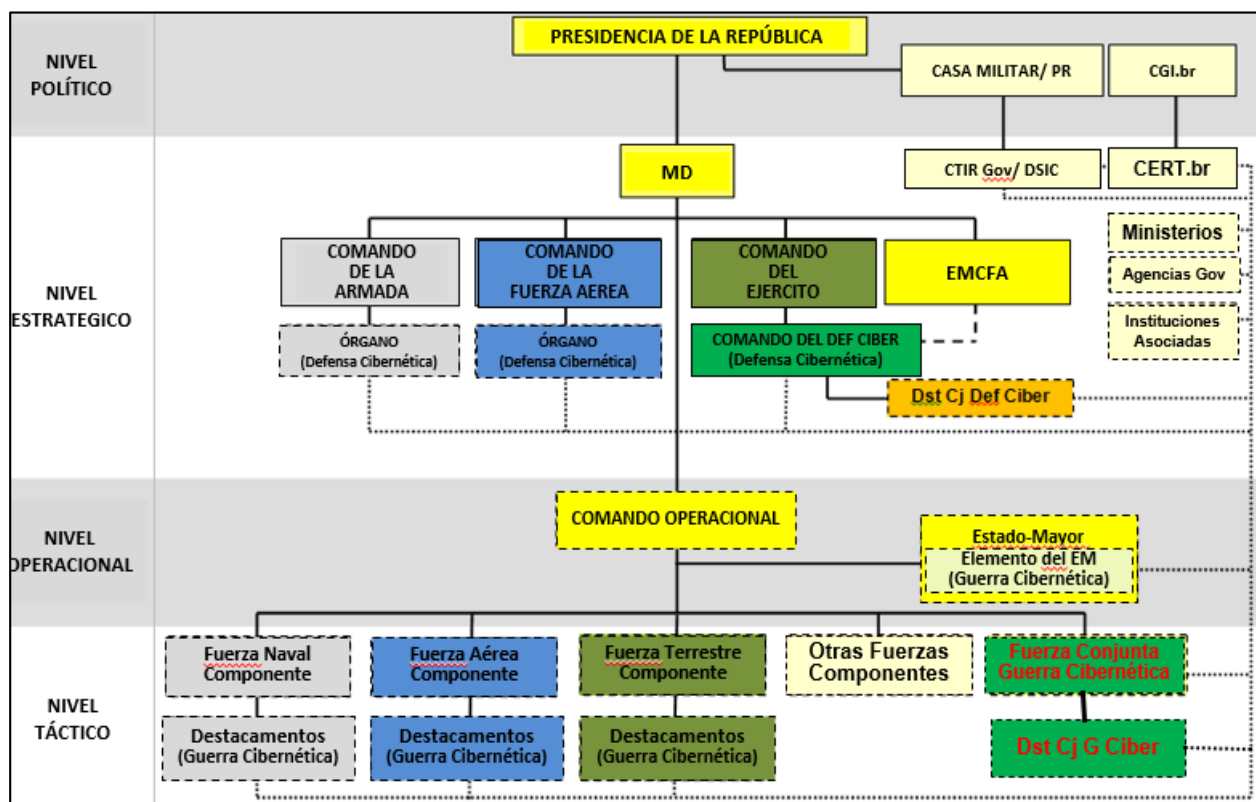 PRESIDENCIA DE LA REPÚBLICA
NIVEL
POLÍTICO
CASA MILITAR/ PR
CGI.br
MD
CTIR Gov/ DSIC
CERT.br
NIVEL
ESTRATEGICO
COMANDO
DE LA
ARMADA
COMANDO
DE LA
FUERZA AEREA
COMANDO
DEL
EJERCITO
EMCFA
Ministerios
Agencias Gov
Instituciones
Asociadas
ÓRGANO
(Defensa Cibernética)
ÓRGANO
(Defensa Cibernética)
COMANDO DEL DEF CIBER
(Defensa Cibernética)
Dst Cj Def Ciber
NIVEL
OPERACIONAL
COMANDO OPERACIONAL
Estado-Mayor
Elemento del EM
(Guerra Cibernética)
NIVEL
TÁCTICO
Fuerza Naval
Componente
Fuerza Aérea
Componente
Fuerza Terrestre
Componente
Otras Fuerzas
Componentes
Fuerza Conjunta
Guerra Cibernética
Destacamentos
(Guerra Cibernética)
Destacamentos
(Guerra Cibernética)
Destacamentos
(Guerra Cibernética)
Dst Cj G Ciber